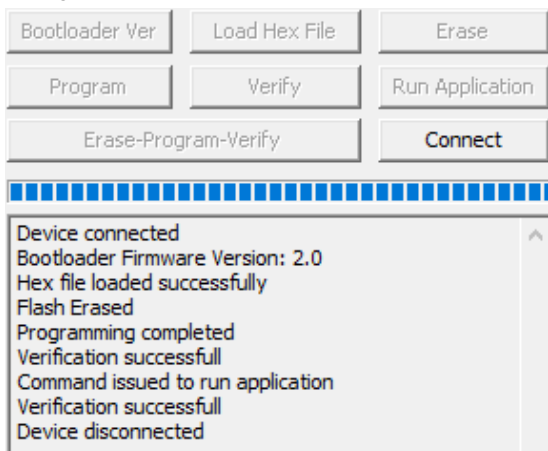 Bootloader Ver Load Hex File Erase
Program Verify Run Application
Erase-Program-Verify Connect
Device connected
Bootloader Firmware Version: 2.0
Hex file loaded successfully
Flash Erased
Programming completed
Verification successfull
Command issued to run application
Verification successfull
Device disconnected